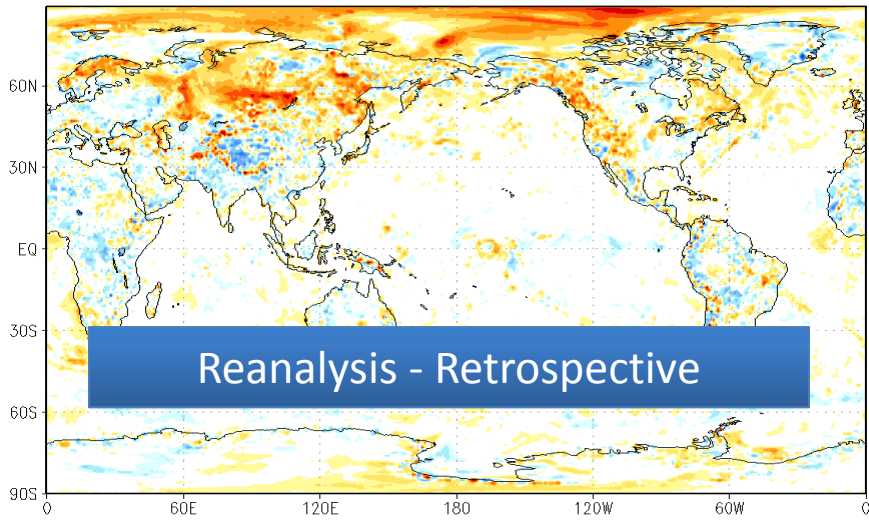 60N
30N
EQ
30S
Reanalysis - Retrospective
60S
90S
0 60E 120E 180 120W 60W 0